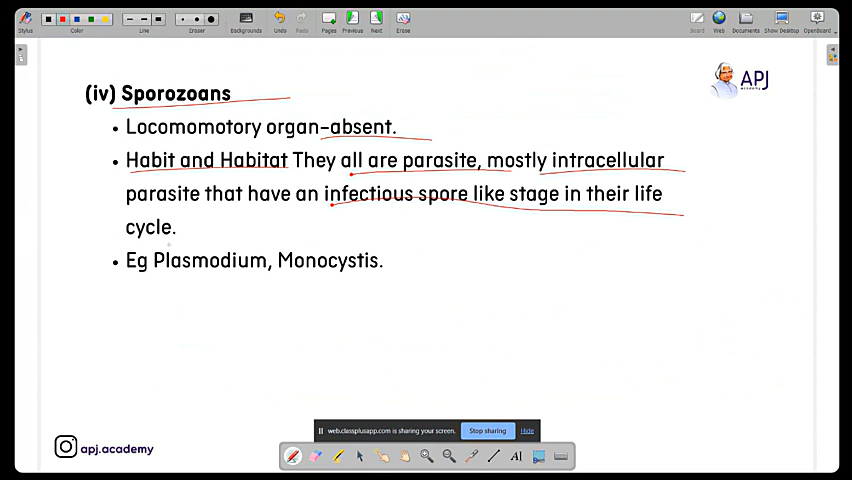 Stylus
Color
Line
Eraser
Backgrounds
Undo
Redo
Pages
Previous
Next
Erase
Board
Web
Documents
Show Desktop
OpenBoard
APJ
academy
(iv) Sporozoans
• Locomomotory organ-absent.
• Habit and Habitat They all are parasite, mostly intracellular
parasite that have an infectious spore like stage in their life
cycle.
• Eg Plasmodium, Monocystis.
web.classplusapp.com is sharing your screen.
Stop sharing
Hide
apj.academy